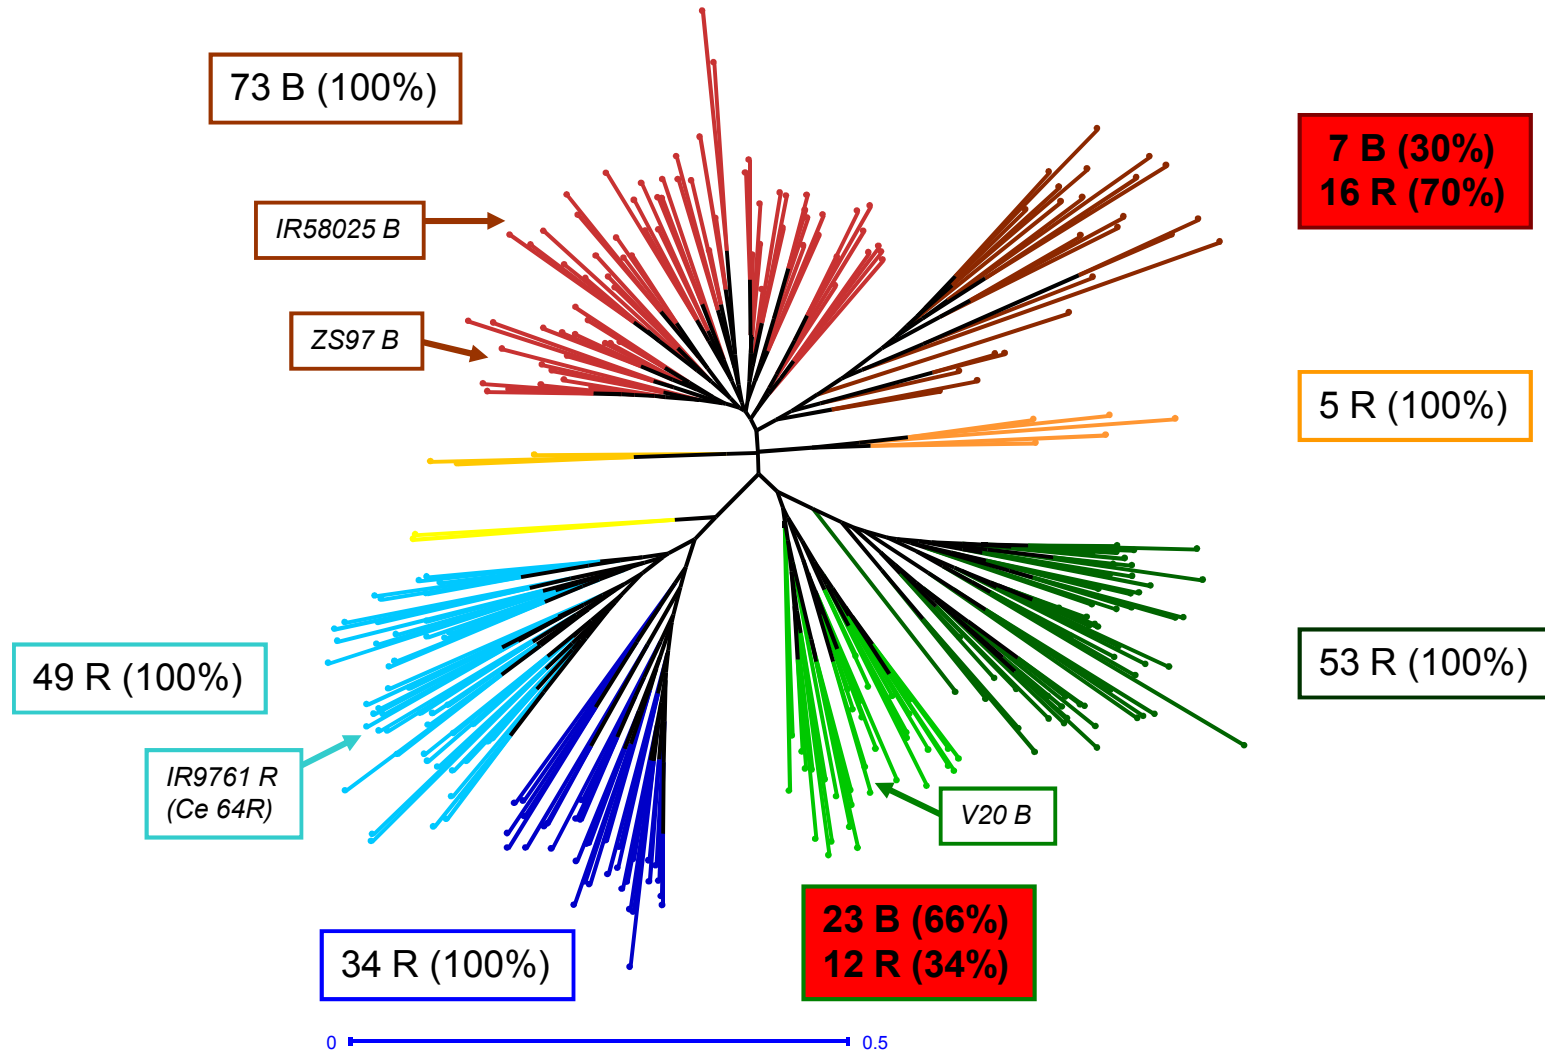 73 B (100%)
7 B (30%)
16 R (70%)
IR58025 B
ZS97 B
5 R (100%)
49 R (100%)
53 R (100%)
IR9761 R
(Ce 64R)
V20 B
23 B (66%)
12 R (34%)
34 R (100%)
0 0.5